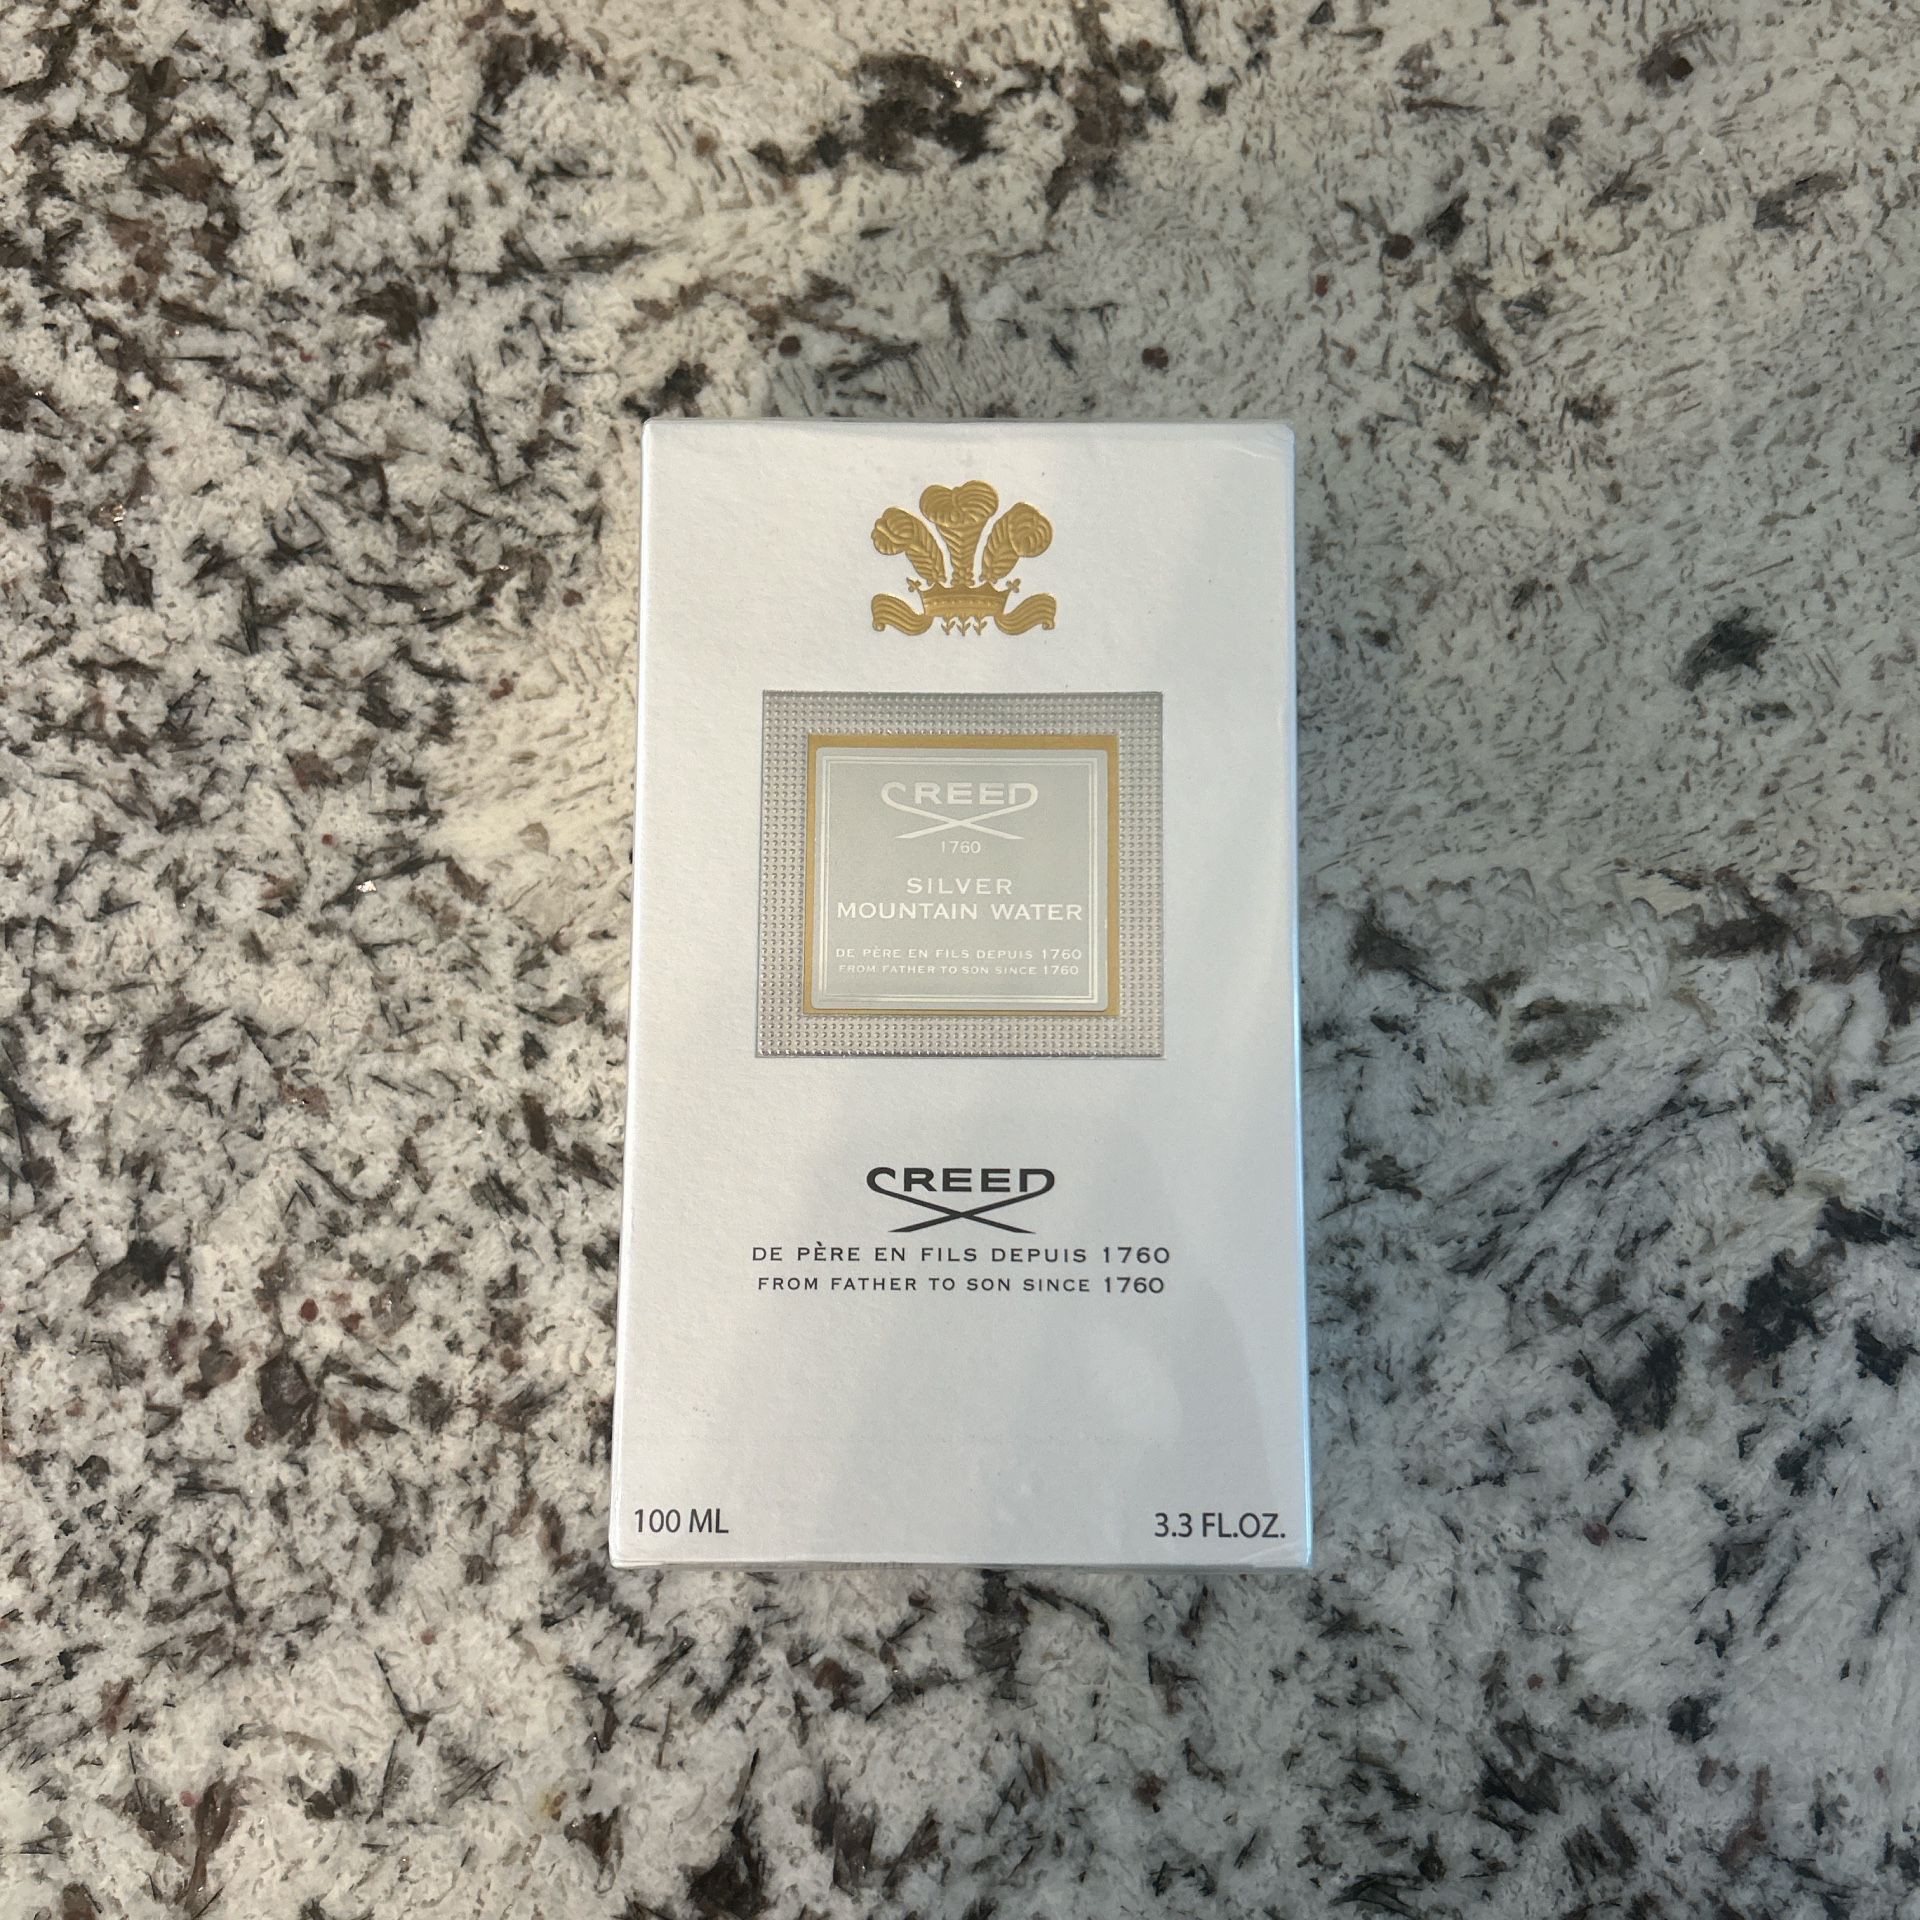 CREED
1760
SILVER
MOUNTAIN WATER
DE PÈRE EN FILS DEPUIS 1760
FROM FATHER TO SON SINCE 1760
CREED
DE PÈRE EN FILS DEPUIS 1760
FROM FATHER TO SON SINCE 1760
100 ML
3.3 FL.OZ.